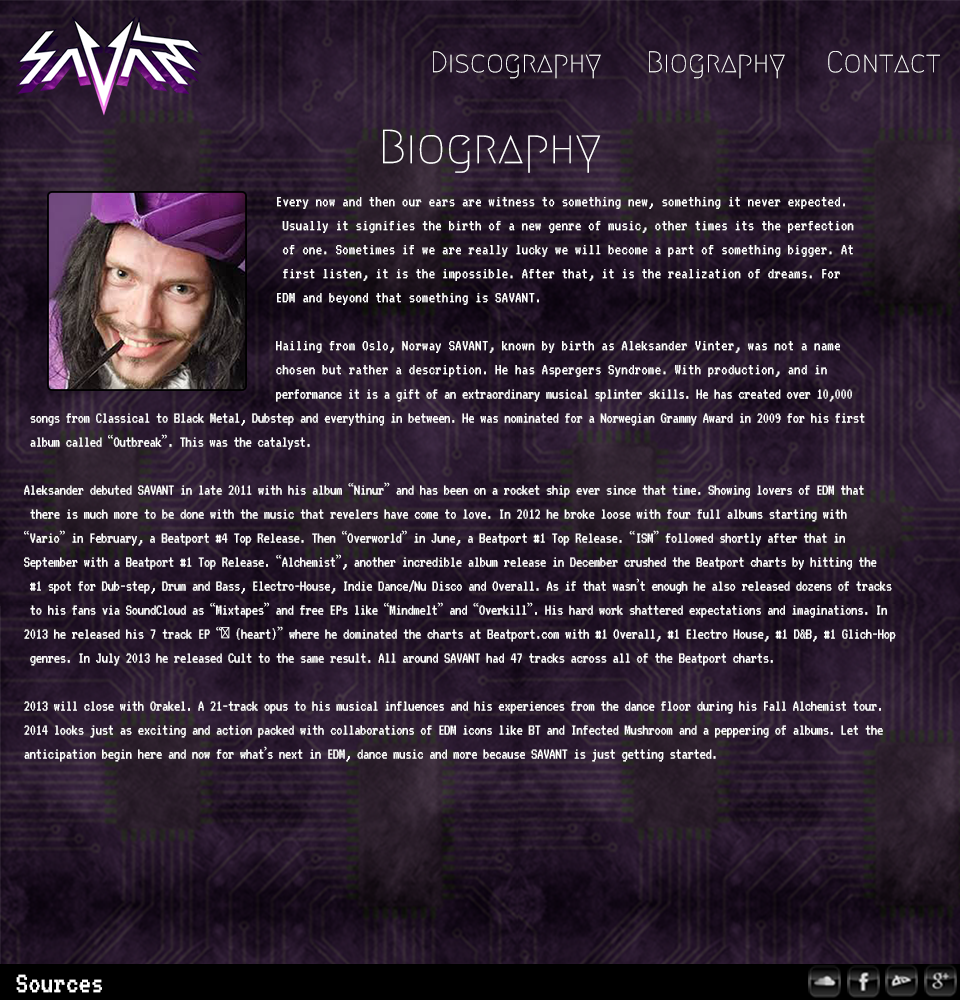 SAVANT
Discography Biography Contact
Biography
Every now and then our ears are witness to something new, something it never expected.
Usually it signifies the birth of a new genre of music, other times its the perfection
of one. Sometimes if we are really lucky we will become a part of something bigger. At
first listen, it is the impossible. After that, it is the realization of dreams. For
EDM and beyond that something is SAVANT.
Hailing from Oslo, Norway SAVANT, known by birth as Aleksander Vinter, was not a name
chosen but rather a description. He has Aspergers Syndrome. With production, and in
performance it is a gift of an extraordinary musical splinter skills. He has created over 10,000
songs from Classical to Black Metal, Dubstep and everything in between. He was nominated for a Norwegian Grammy Award in 2009 for his first
album called “Outbreak”. This was the catalyst.
Aleksander debuted SAVANT in late 2011 with his album “Ninur” and has been on a rocket ship ever since that time. Showing lovers of EDM that
there is much more to be done with the music that revelers have come to love. In 2012 he broke loose with four full albums starting with
“Vario” in February, a Beatport #4 Top Release. Then “Overworld” in June, a Beatport #1 Top Release. “ISM” followed shortly after that in
September with a Beatport #1 Top Release. “Alchemist”, another incredible album release in December crushed the Beatport charts by hitting the
#1 spot for Dub-step, Drum and Bass, Electro-House, Indie Dance/Nu Disco and Overall. As if that wasn’t enough he also released dozens of tracks
to his fans via SoundCloud as “Mixtapes” and free EPs like “Mindmelt” and “Overkill”. His hard work shattered expectations and imaginations. In
2013 he released his 7 track EP “ (heart)” where he dominated the charts at Beatport.com with #1 Overall, #1 Electro House, #1 D&B, #1 Glich-Hop
genres. In July 2013 he released Cult to the same result. All around SAVANT had 47 tracks across all of the Beatport charts.
2013 will close with Orakel. A 21-track opus to his musical influences and his experiences from the dance floor during his Fall Alchemist tour.
2014 looks just as exciting and action packed with collaborations of EDM icons like BT and Infected Mushroom and a peppering of albums. Let the
anticipation begin here and now for what’s next in EDM, dance music and more because SAVANT is just getting started.
Sources